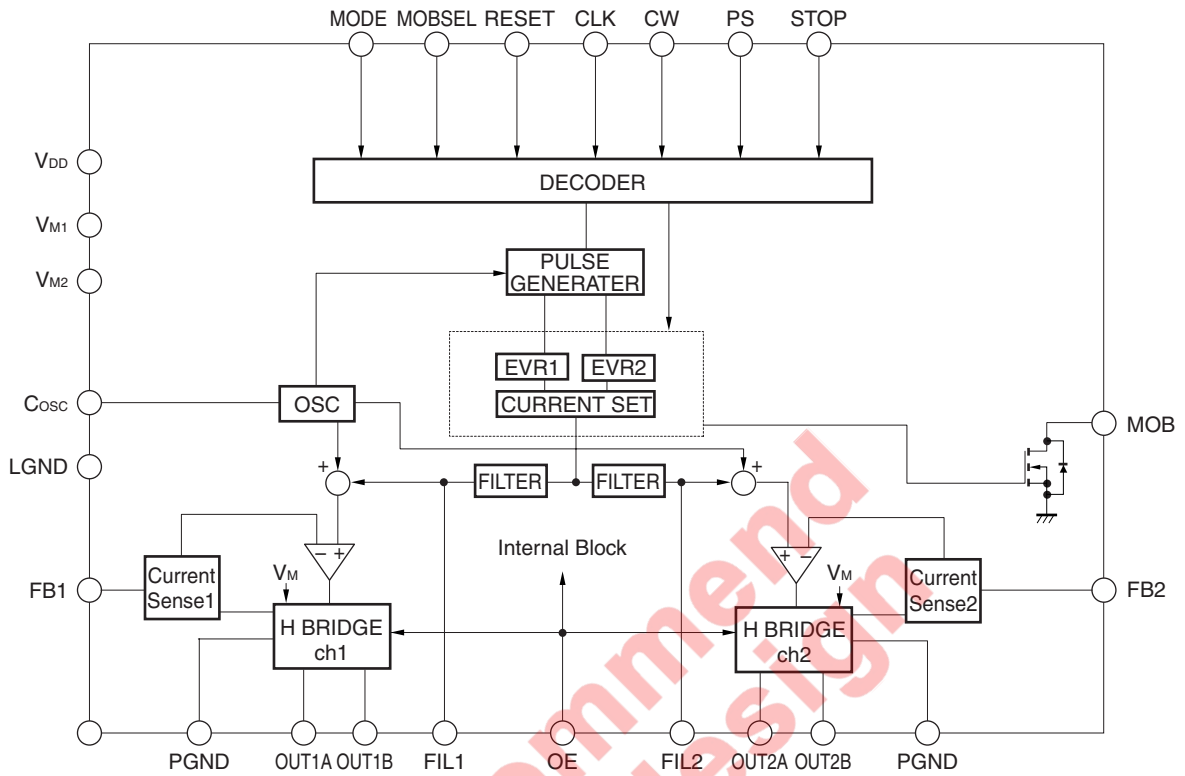 MODE MOBSEL RESET CLK CW PS STOP
VDD
DECODER
VM1
PULSE
GENERATER
VM2
EVR1 EVR2
COSC
OSC
CURRENT SET
MOB
LGND
+
+
FILTER FILTER
− +
Internal Block
+ −
FB1
Current
Sense1
VM
VM
Current
Sense2
FB2
H BRIDGE
ch1
H BRIDGE
ch2
PGND OUT1A OUT1B FIL1 OE FIL2 OUT2A OUT2B PGND
ommend
esign